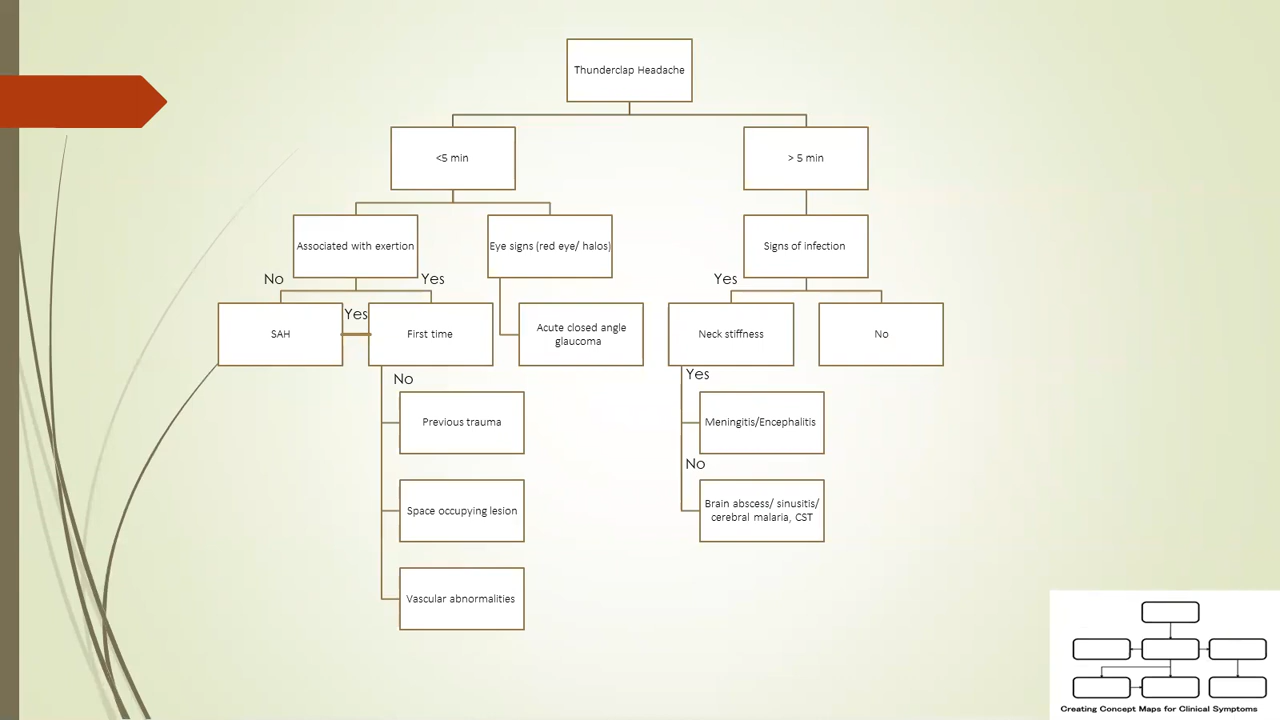 Thunderclap Headache
<5 min
> 5 min
Associated with exertion
Eye signs (red eye/ halos)
Signs of infection
No
Yes
Yes
SAH
Yes
First time
Acute closed angle
glaucoma
Neck stiffness
No
No
Yes
Previous trauma
Meningitis/Encephalitis
No
Space occupying lesion
Brain abscess/ sinusitis/
cerebral malaria, CST
Vascular abnormalities
Creating Concept Maps for Clinical Symptoms